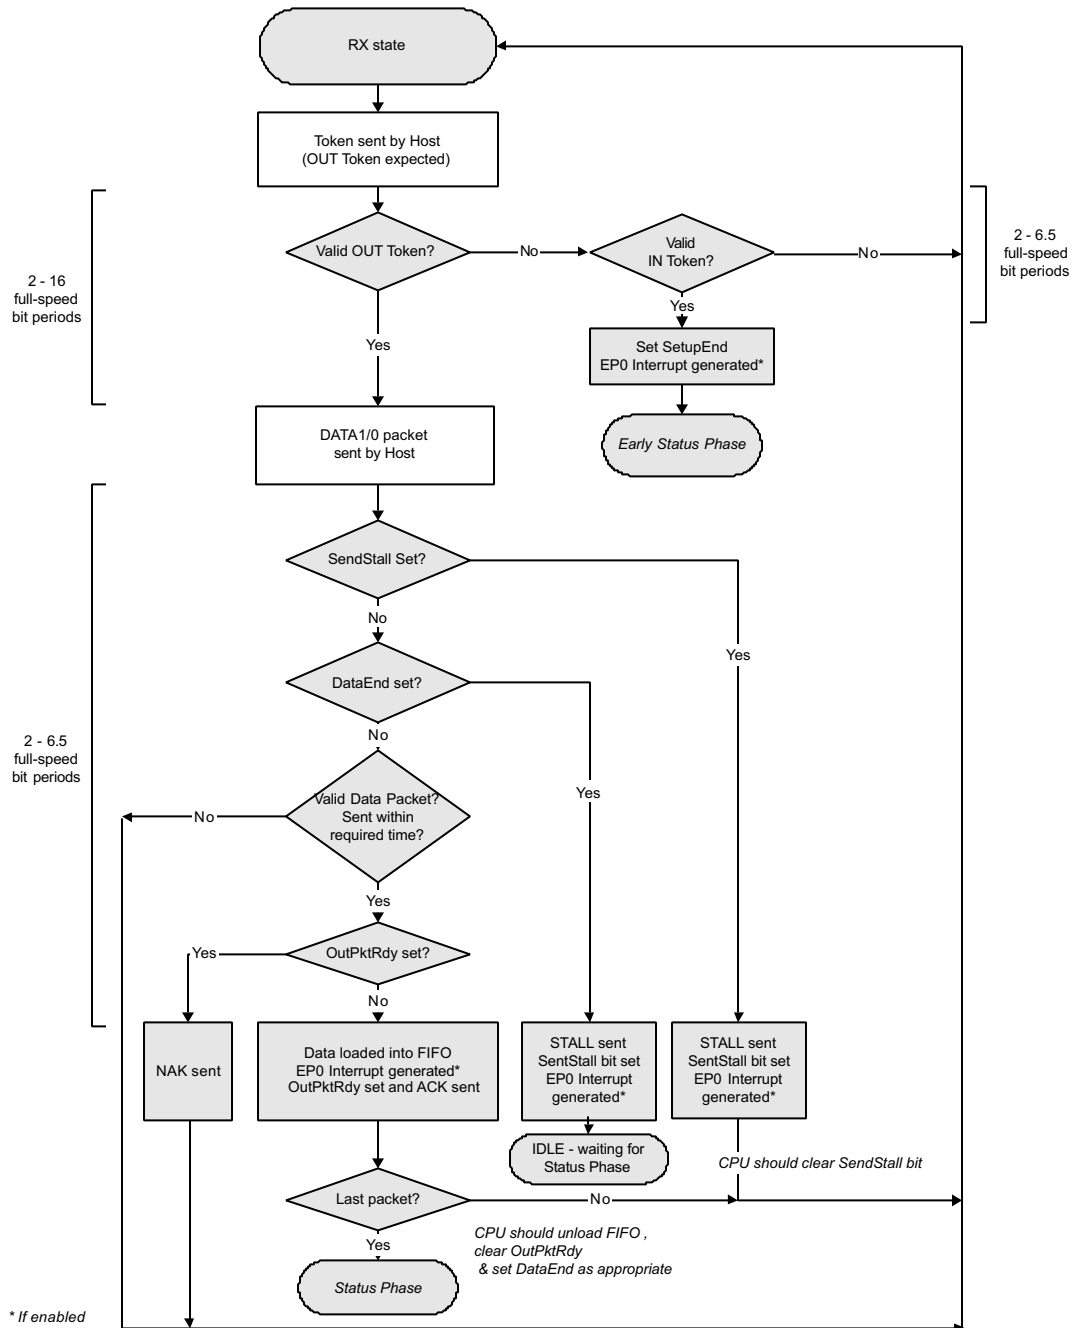 RX state
Token sent by Host
(OUT Token expected)
Valid OUT Token?
No
Valid
IN Token?
No
2 - 6.5
full-speed
bit periods
2 - 16
full-speed
bit periods
Yes
Yes
Set SetupEnd
EP0 Interrupt generated*
Early Status Phase
DATA1/0 packet
sent by Host
SendStall Set?
No
Yes
DataEnd set?
No
2 - 6.5
full-speed
bit periods
Yes
Valid Data Packet?
Sent within
required time?
No
Yes
OutPktRdy set?
Yes
No
NAK sent
Data loaded into FIFO
EP0 Interrupt generated*
OutPktRdy set and ACK sent
STALL sent
SentStall bit set
EP0 Interrupt
generated*
STALL sent
SentStall bit set
EP0 Interrupt
generated*
IDLE - waiting for
Status Phase
CPU should clear SendStall bit
Last packet?
No
CPU should unload FIFO ,
clear OutPktRdy
& set DataEnd as appropriate
Yes
Status Phase
* If enabled